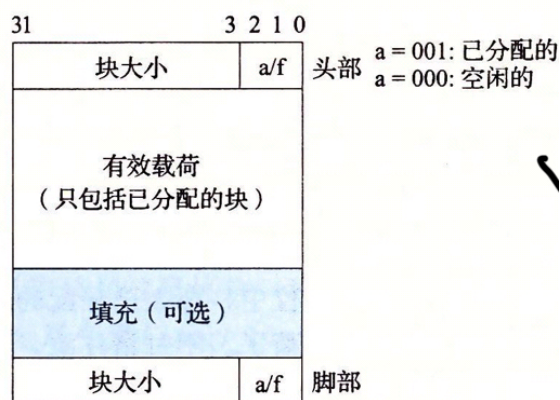 31 3 2 1 0
块大小 a/f 头部 a = 001: 已分配的
a = 000: 空闲的
有效载荷
（只包括已分配的块）
填充（可选）
块大小 a/f 脚部